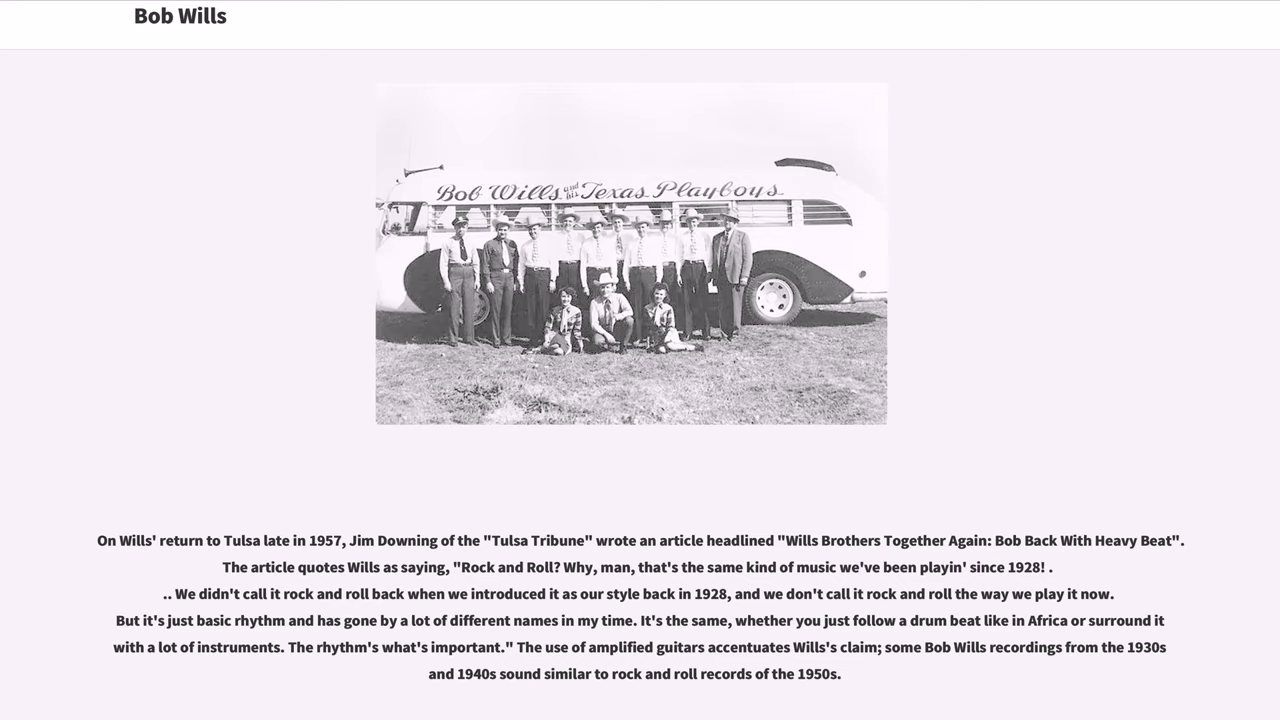 Bob Wills
Bob Wills and his Texas Playboys
On Wills' return to Tulsa late in 1957, Jim Downing of the "Tulsa Tribune" wrote an article headlined "Wills Brothers Together Again: Bob Back With Heavy Beat".
The article quotes Wills as saying, "Rock and Roll? Why, man, that's the same kind of music we've been playin' since 1928! .
.. We didn't call it rock and roll back when we introduced it as our style back in 1928, and we don't call it rock and roll the way we play it now.
But it's just basic rhythm and has gone by a lot of different names in my time. It's the same, whether you just follow a drum beat like in Africa or surround it
with a lot of instruments. The rhythm's what's important." The use of amplified guitars accentuates Wills's claim; some Bob Wills recordings from the 1930s
and 1940s sound similar to rock and roll records of the 1950s.